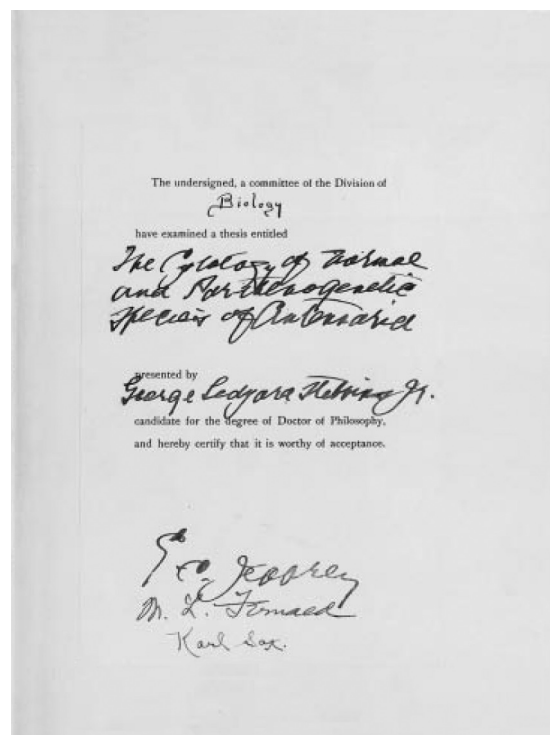 The undersigned, a committee of the Division of
Biology
have examined a thesis entitled
The Cytology of Normal
and Parthenogenetic
Species of Antennaria
presented by
George Ledyard Stebbins Jr.
candidate for the degree of Doctor of Philosophy,
and hereby certify that it is worthy of acceptance.
E. C. Jeffrey
M. L. Fernald
Karl Sax.